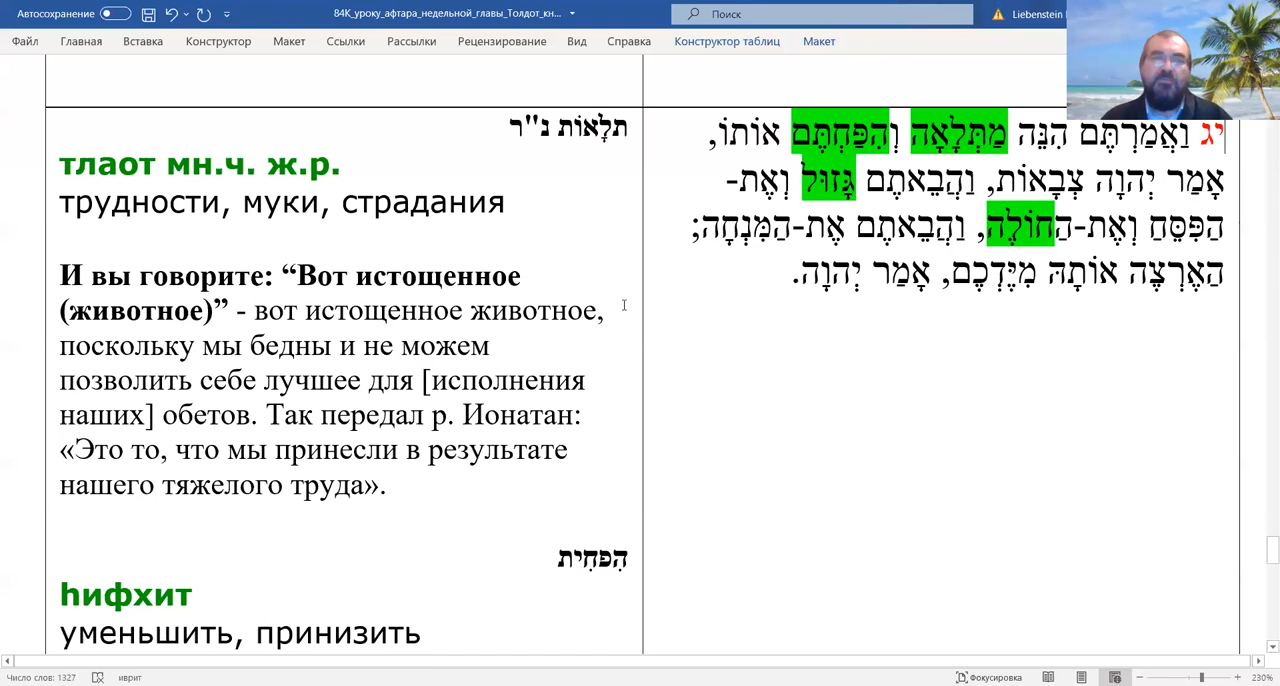 Автосохранение
84К_уроку_афтара_недельной_главы_Толдот_кн...
Поиск
Liebenstein
Файл Главная Вставка Конструктор Макет Ссылки Рассылки Рецензирование Вид Справка Конструктор таблиц Макет
תלָאוֹת נ"ר
тлаот мн.ч. ж.р.
трудности, муки, страдания
И вы говорите: “Вот истощенное
(животное)” - вот истощенное животное,
поскольку мы бедны и не можем
позволить себе лучшее для [исполнения
наших] обетов. Так передал р. Ионатан:
«Это то, что мы принесли в результате
нашего тяжелого труда».
הִפּחִית
hифхит
уменьшить, принизить
יג וַאֲמַרְתֶּם הִנֵּה מַתְּלָאָה וְהִפַּחְתֶּם אוֹתוֹ,
אָמַר יְהוָה צְבָאוֹת, וַהֲבֵאתֶם גָּזוּל וְאֶת-
הַפִּסֵּחַ וְאֶת-הַחוֹלֶה, וַהֲבֵאתֶם אֶת-הַמִּנְחָה;
הַאֶרְצֶה אוֹתָהּ מִיֶּדְכֶם, אָמַר יְהוָה.
Число слов: 1327 иврит Фокусировка 230%